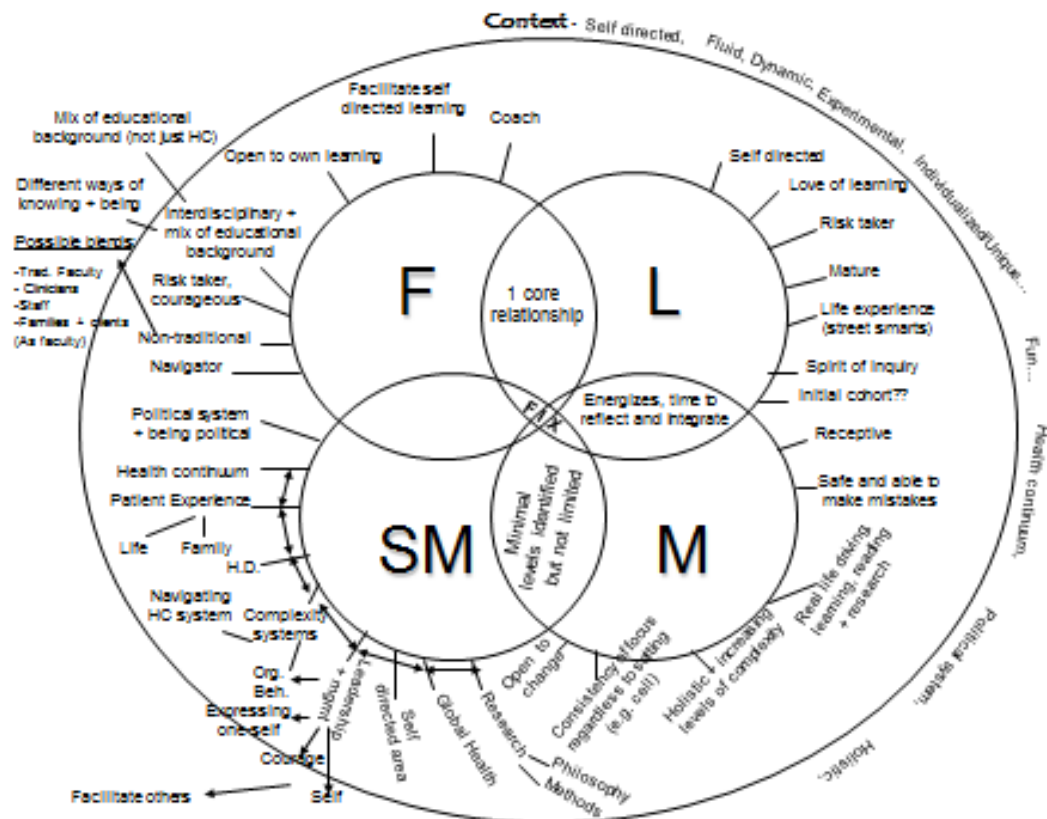 Context - Self directed, Fluid, Dynamic, Experimental, Individualized/Unique... Fun... Health continuum, Political system, Holistic,
Facilitate self
directed learning
Coach
Mix of educational
background (not just HC)
Open to own learning
Different ways of
knowing + being
Interdisciplinary +
mix of educational
background
Possible blends
-Trad. Faculty
- Clinicians
-Staff
-Families + clients
(As faculty)
Risk taker,
courageous
Non-traditional
Navigator
F
1 core
relationship
L
Self directed
Love of learning
Risk taker
Mature
Life experience
(street smarts)
Spirit of inquiry
Initial cohort??
F/X
Energizes, time to
reflect and integrate
Receptive
Safe and able to
make mistakes
Political system
+ being political
Health continuum
Patient Experience
Life
Family
H.D.
Navigating
HC system
Complexity
systems
SM
Minimal
levels identified
but not limited
M
Real life driving
learning, reading
+ research
Holistic + increasing
levels of complexity
Consistency of focus
regardless to setting
(e.g. cell)
Open to
change
Research
Philosophy
Methods
Global Health
Self
directed area
Leadership
+ mgmt
Org.
Beh.
Expressing
one-self
Courage
Facilitate others
Self